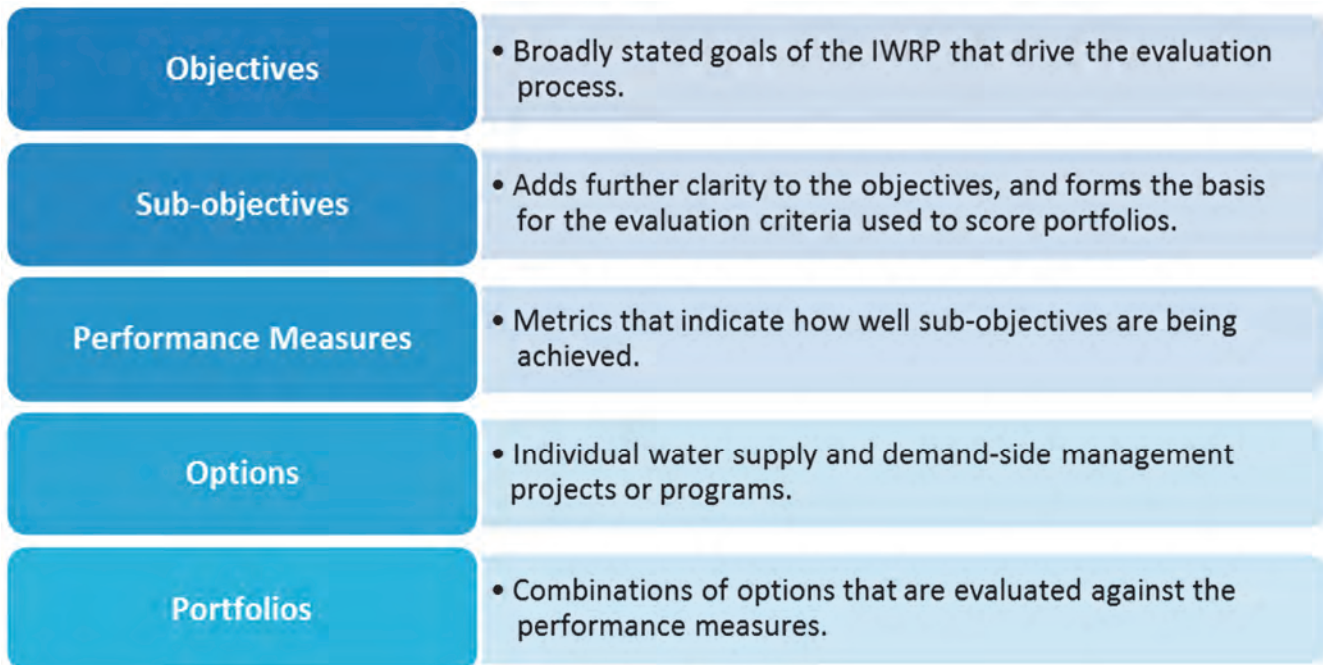 Objectives
• Broadly stated goals of the IWRP that drive the evaluation
process.
Sub-objectives
• Adds further clarity to the objectives, and forms the basis
for the evaluation criteria used to score portfolios.
Performance Measures
• Metrics that indicate how well sub-objectives are being
achieved.
Options
• Individual water supply and demand-side management
projects or programs.
Portfolios
• Combinations of options that are evaluated against the
performance measures.